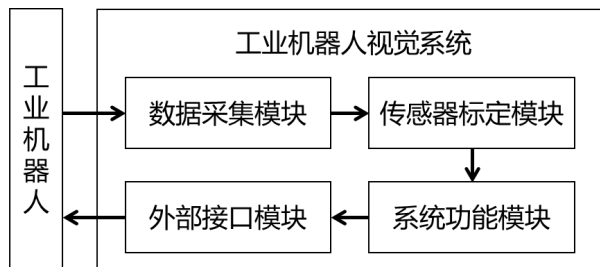 工业机器人
工业机器人视觉系统
数据采集模块
传感器标定模块
外部接口模块
系统功能模块